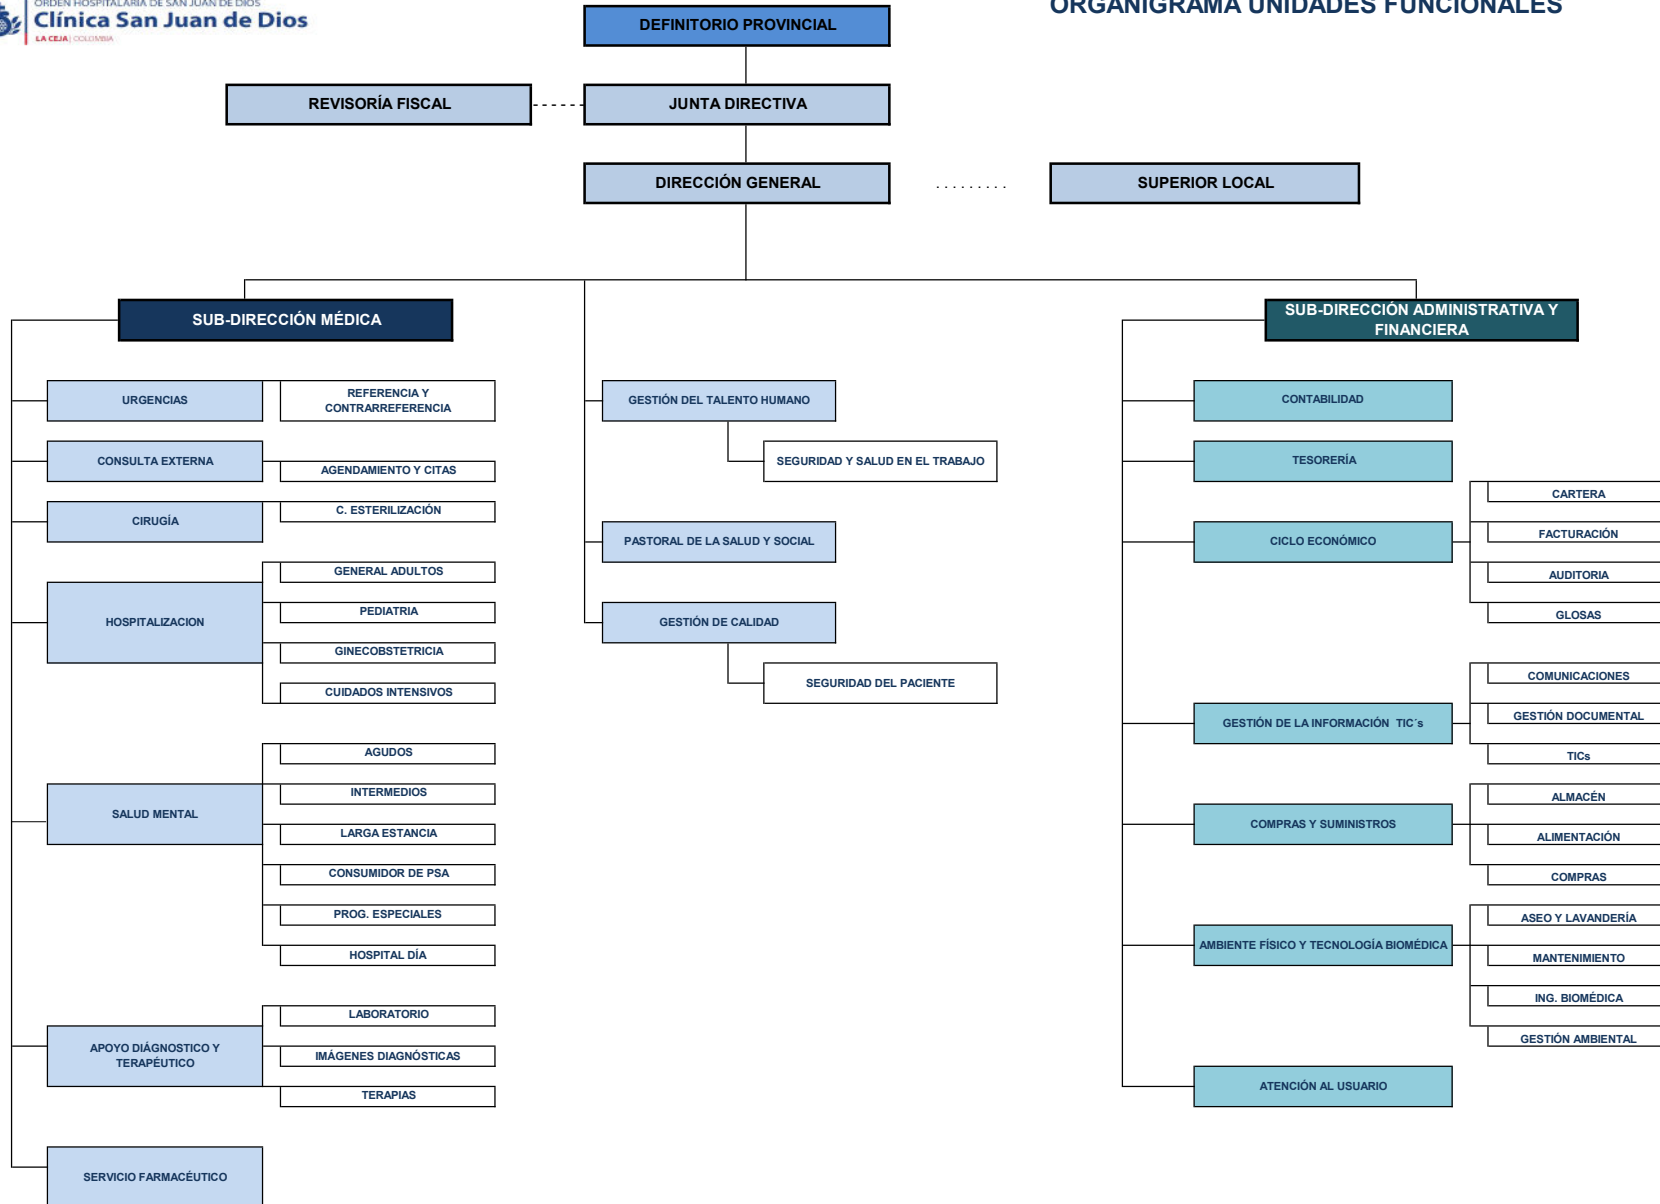 ORDEN HOSPITALARIA DE SAN JUAN DE DIOS
Clínica San Juan de Dios
LA CEJA | COLOMBIA
ORGANIGRAMA UNIDADES FUNCIONALES
DEFINITORIO PROVINCIAL
REVISORÍA FISCAL
JUNTA DIRECTIVA
DIRECCIÓN GENERAL
SUPERIOR LOCAL
SUB-DIRECCIÓN MÉDICA
URGENCIAS
REFERENCIA Y
CONTRARREFERENCIA
CONSULTA EXTERNA
AGENDAMIENTO Y CITAS
CIRUGÍA
C. ESTERILIZACIÓN
HOSPITALIZACION
GENERAL ADULTOS
PEDIATRIA
GINECOBSTETRICIA
CUIDADOS INTENSIVOS
SALUD MENTAL
AGUDOS
INTERMEDIOS
LARGA ESTANCIA
CONSUMIDOR DE PSA
PROG. ESPECIALES
HOSPITAL DÍA
APOYO DIÁGNOSTICO Y
TERAPÉUTICO
LABORATORIO
IMÁGENES DIAGNÓSTICAS
TERAPIAS
SERVICIO FARMACÉUTICO
GESTIÓN DEL TALENTO HUMANO
SEGURIDAD Y SALUD EN EL TRABAJO
PASTORAL DE LA SALUD Y SOCIAL
GESTIÓN DE CALIDAD
SEGURIDAD DEL PACIENTE
SUB-DIRECCIÓN ADMINISTRATIVA Y
FINANCIERA
CONTABILIDAD
TESORERÍA
CICLO ECONÓMICO
CARTERA
FACTURACIÓN
AUDITORIA
GLOSAS
GESTIÓN DE LA INFORMACIÓN TIC´s
COMUNICACIONES
GESTIÓN DOCUMENTAL
TICs
COMPRAS Y SUMINISTROS
ALMACÉN
ALIMENTACIÓN
COMPRAS
AMBIENTE FÍSICO Y TECNOLOGÍA BIOMÉDICA
ASEO Y LAVANDERÍA
MANTENIMIENTO
ING. BIOMÉDICA
GESTIÓN AMBIENTAL
ATENCIÓN AL USUARIO